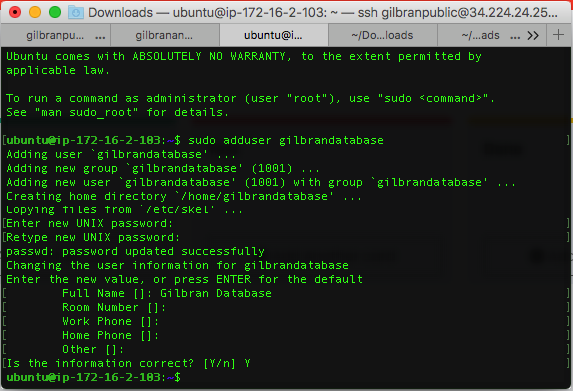 Downloads — ubuntu@ip-172-16-2-103: ~ — ssh gilbranpublic@34.224.24.25...
gilbranpu... ... gilbranan... ubuntu@i... ~/Do...loads ~/...ads ... >> +
Ubuntu comes with ABSOLUTELY NO WARRANTY, to the extent permitted by
applicable law.
To run a command as administrator (user "root"), use "sudo <command>".
See "man sudo_root" for details.
[ubuntu@ip-172-16-2-103:~$ sudo adduser gilbrandatabase ]
Adding user `gilbrandatabase' ...
Adding new group `gilbrandatabase' (1001) ...
Adding new user `gilbrandatabase' (1001) with group `gilbrandatabase' ...
Creating home directory `/home/gilbrandatabase' ...
Copying files from `/etc/skel' ...
[Enter new UNIX password: ]
[Retype new UNIX password: ]
passwd: password updated successfully
Changing the user information for gilbrandatabase
Enter the new value, or press ENTER for the default
[ Full Name []: Gilbran Database ]
[ Room Number []: ]
[ Work Phone []: ]
[ Home Phone []: ]
[ Other []: ]
[Is the information correct? [Y/n] Y ]
ubuntu@ip-172-16-2-103:~$